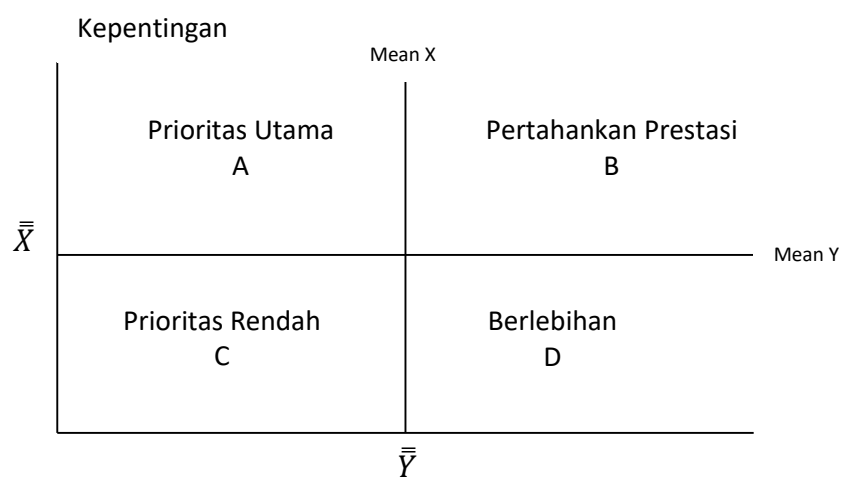 Kepentingan
Mean X
Prioritas Utama
A
Pertahankan Prestasi
B
X̿
Mean Y
Prioritas Rendah
C
Berlebihan
D
Y̿